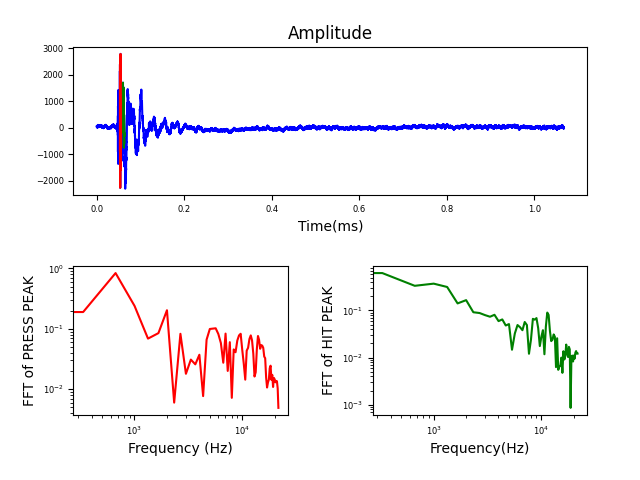 Amplitude
3000
2000
1000
0
−1000
−2000
0.0 0.2 0.4 0.6 0.8 1.0
Time(ms)
FFT of PRESS PEAK
10⁰
10⁻¹
10⁻²
10³ 10⁴
Frequency (Hz)
FFT of HIT PEAK
10⁻¹
10⁻²
10⁻³
10³ 10⁴
Frequency(Hz)